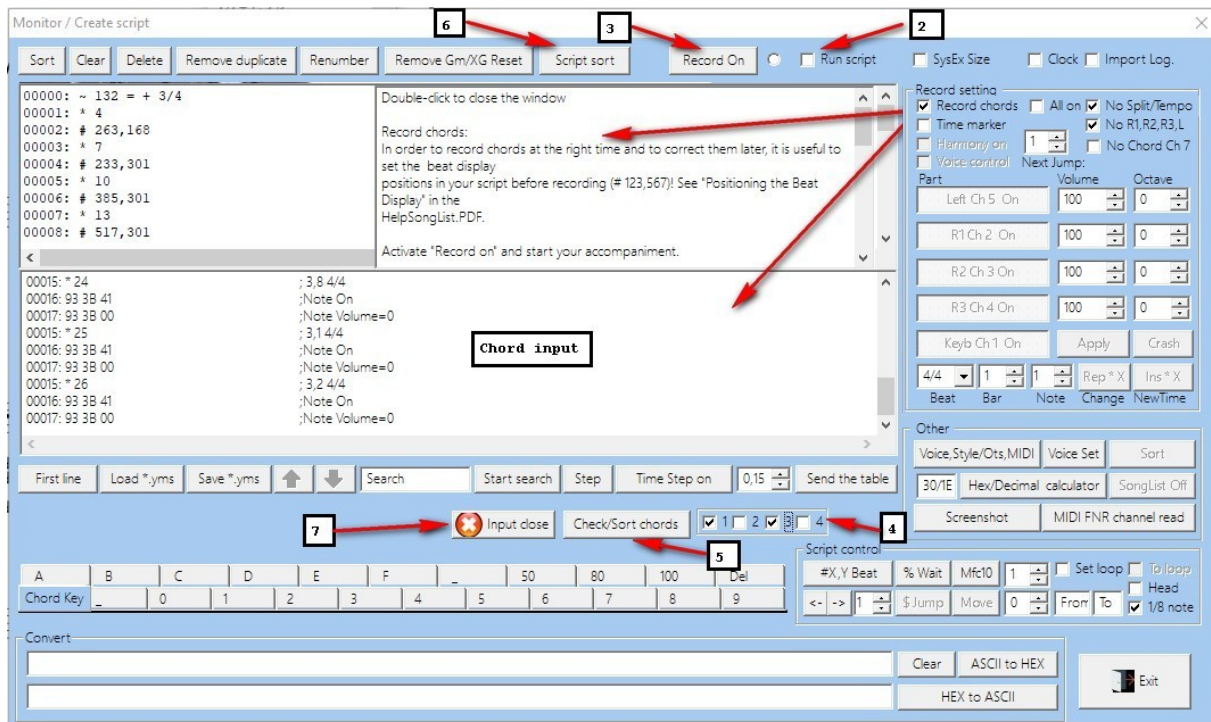 Monitor / Create script
6
3
2
Sort Clear Delete Remove duplicate Renumber Remove Gm/XG Reset Script sort Record On Run script SysEx Size Clock Import Log.
00000: ~ 132 = + 3/4
00001: * 4
00002: # 263,168
00003: * 7
00004: # 233,301
00005: * 10
00006: # 385,301
00007: * 13
00008: # 517,301
Double-click to close the window
Record chords:
In order to record chords at the right time and to correct them later, it is useful to
set the beat display
positions in your script before recording (# 123,567)! See "Positioning the Beat
Display" in the
HelpSongList.PDF.
Activate "Record on" and start your accompaniment.
Record setting
Record chords All on No Split/Tempo
Time marker No R1,R2,R3,L
Harmony on 1 No Chord Ch 7
Voice control Next Jump:
Part Volume Octave
Left Ch 5 On 100 0
R1 Ch 2 On 100 0
R2 Ch 3 On 100 0
R3 Ch 4 On 100 0
Keyb Ch 1 On Apply Crash
4/4 1 1 Rep * X Ins * X
Beat Bar Note Change NewTime
00015: * 24 ; 3,8 4/4
00016: 93 3B 41 ;Note On
00017: 93 3B 00 ;Note Volume=0
00015: * 25 ; 3,1 4/4
00016: 93 3B 41 ;Note On
00017: 93 3B 00 ;Note Volume=0
00015: * 26 ; 3,2 4/4
00016: 93 3B 41 ;Note On
00017: 93 3B 00 ;Note Volume=0
Chord input
Other
Voice,Style/Ots,MIDI Voice Set Sort
30/1E Hex/Decimal calculator SongList Off
Screenshot MIDI FNR channel read
First line Load *.yms Save *.yms Search Start search Step Time Step on 0,15 Send the table
7
Input close Check/Sort chords 1 2 3 4
4
5
A B C D E F _ 50 80 100 Del
Chord Key _ 0 1 2 3 4 5 6 7 8 9
Script control
#X,Y Beat % Wait Mfc10 1 Set loop To loop
Head
<- -> 1 $ Jump Move 0 From To 1/8 note
Convert
Clear ASCII to HEX
HEX to ASCII
Exit